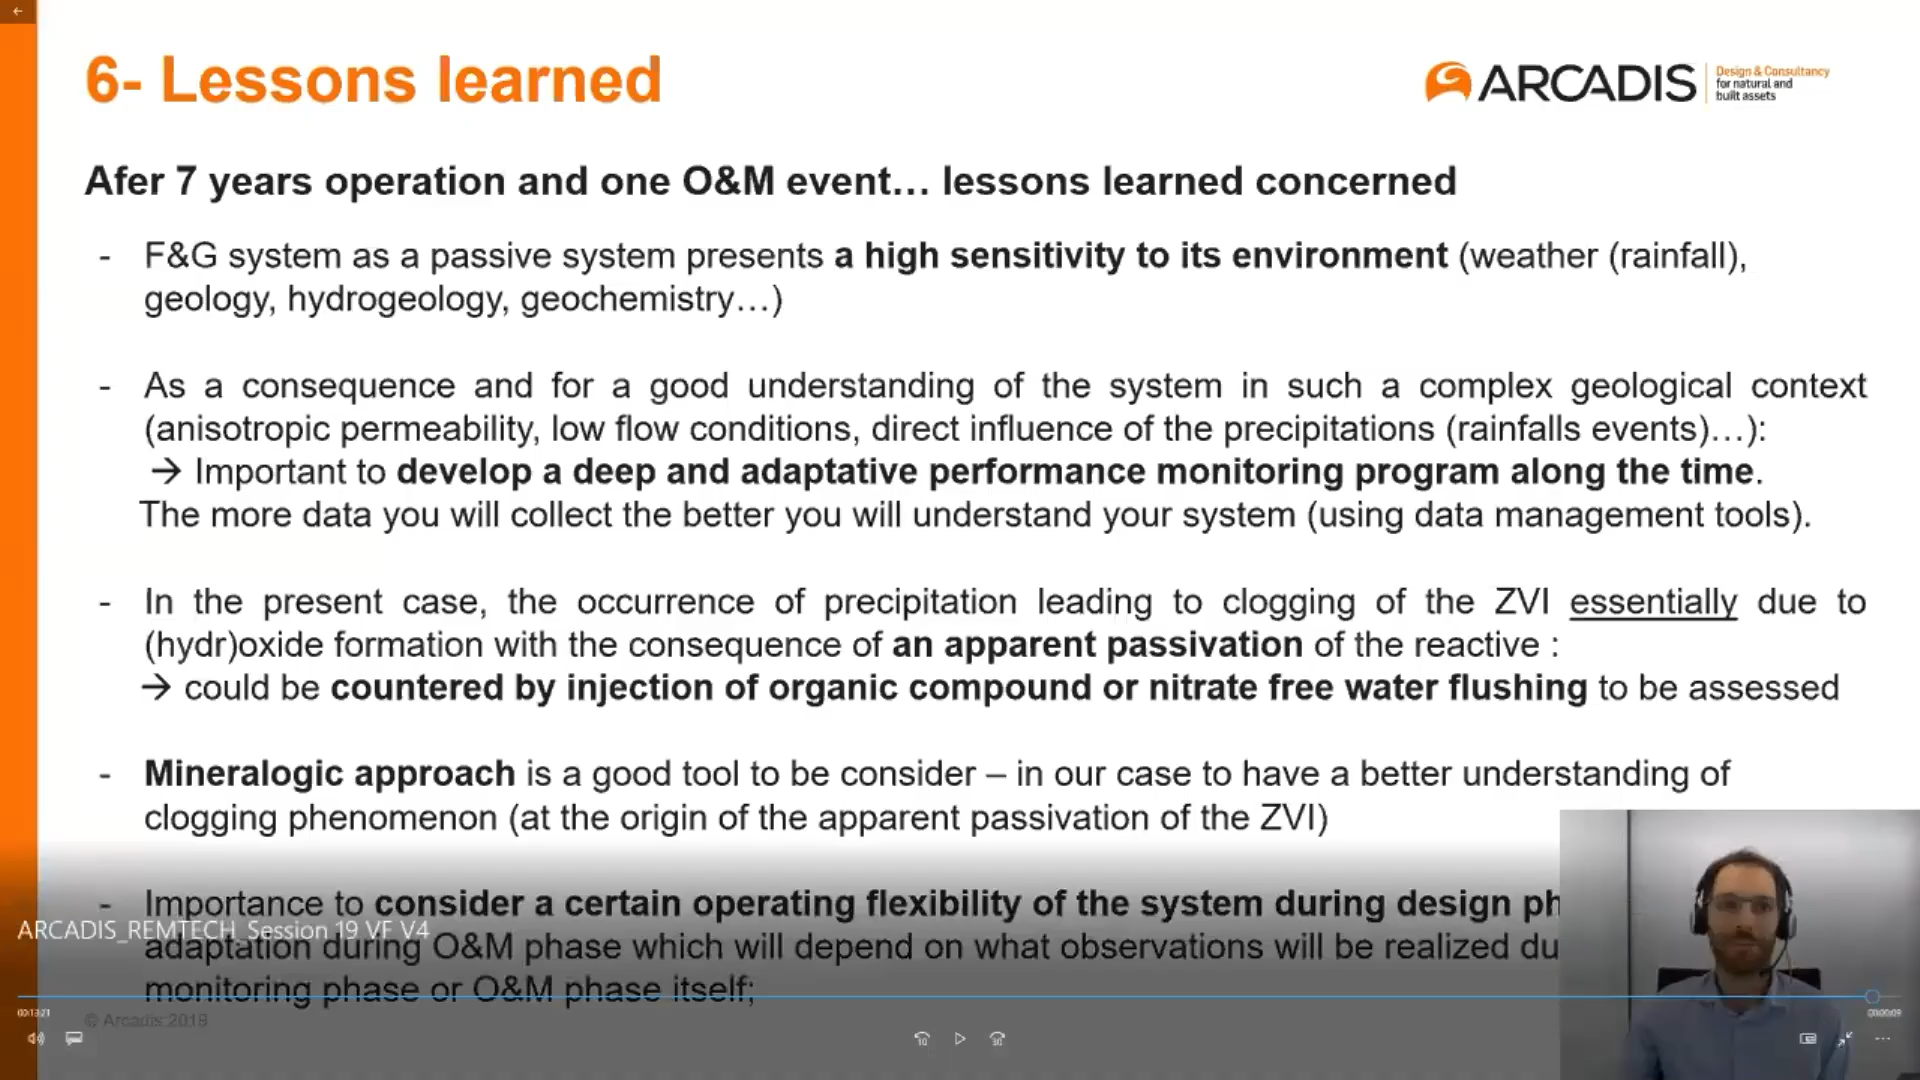 6- Lessons learned
ARCADIS
Design & Consultancy
for natural and
built assets
Afer 7 years operation and one O&M event… lessons learned concerned
- F&G system as a passive system presents a high sensitivity to its environment (weather (rainfall),
geology, hydrogeology, geochemistry…)
- As a consequence and for a good understanding of the system in such a complex geological context
(anisotropic permeability, low flow conditions, direct influence of the precipitations (rainfalls events)…):
→ Important to develop a deep and adaptative performance monitoring program along the time.
The more data you will collect the better you will understand your system (using data management tools).
- In the present case, the occurrence of precipitation leading to clogging of the ZVI essentially due to
(hydr)oxide formation with the consequence of an apparent passivation of the reactive :
→ could be countered by injection of organic compound or nitrate free water flushing to be assessed
- Mineralogic approach is a good tool to be consider – in our case to have a better understanding of
clogging phenomenon (at the origin of the apparent passivation of the ZVI)
- Importance to consider a certain operating flexibility of the system during design ph
ARCADIS_REMTECH_Session 19 VF V4
adaptation during O&M phase which will depend on what observations will be realized du
monitoring phase or O&M phase itself;
00:13:21
00:00:09
© Arcadis 2019
10
30